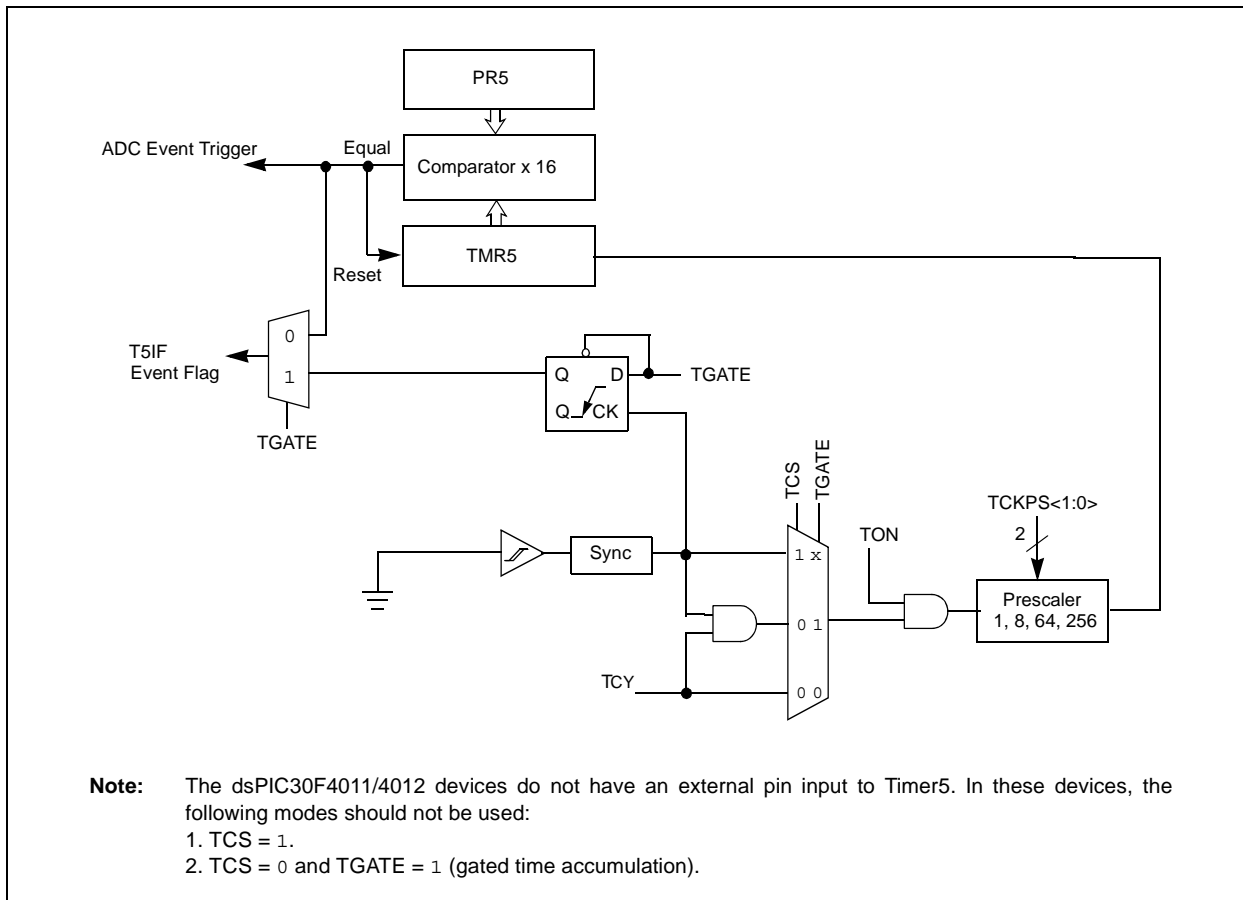 PR5
ADC Event Trigger
Equal
Comparator x 16
TMR5
Reset
0
1
T5IF
Event Flag
TGATE
Q
D
Q
CK
TGATE
TCS
TGATE
TCKPS<1:0>
2
TON
Sync
1 x
Prescaler
1, 8, 64, 256
0 1
TCY
0 0
Note: The dsPIC30F4011/4012 devices do not have an external pin input to Timer5. In these devices, the
following modes should not be used:
1. TCS = 1.
2. TCS = 0 and TGATE = 1 (gated time accumulation).